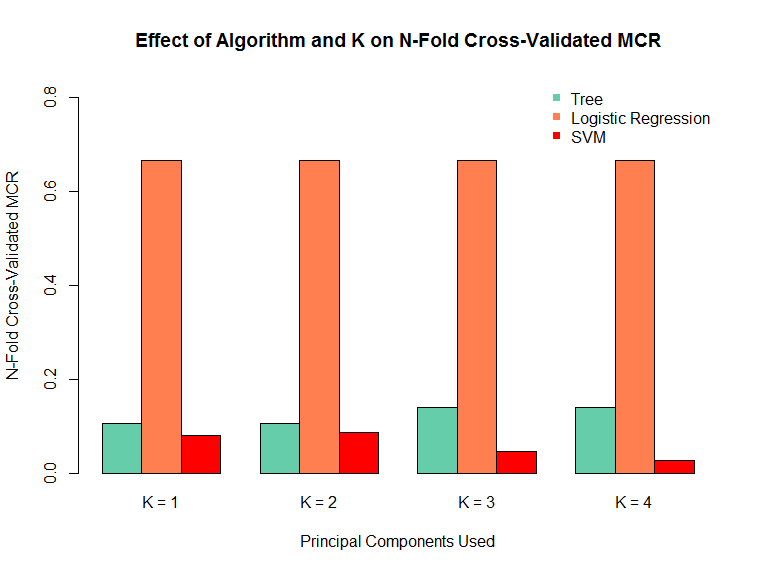 Effect of Algorithm and K on N-Fold Cross-Validated MCR
Tree
Logistic Regression
SVM
N-Fold Cross-Validated MCR
0.8
0.6
0.4
0.2
0.0
K = 1
K = 2
K = 3
K = 4
Principal Components Used